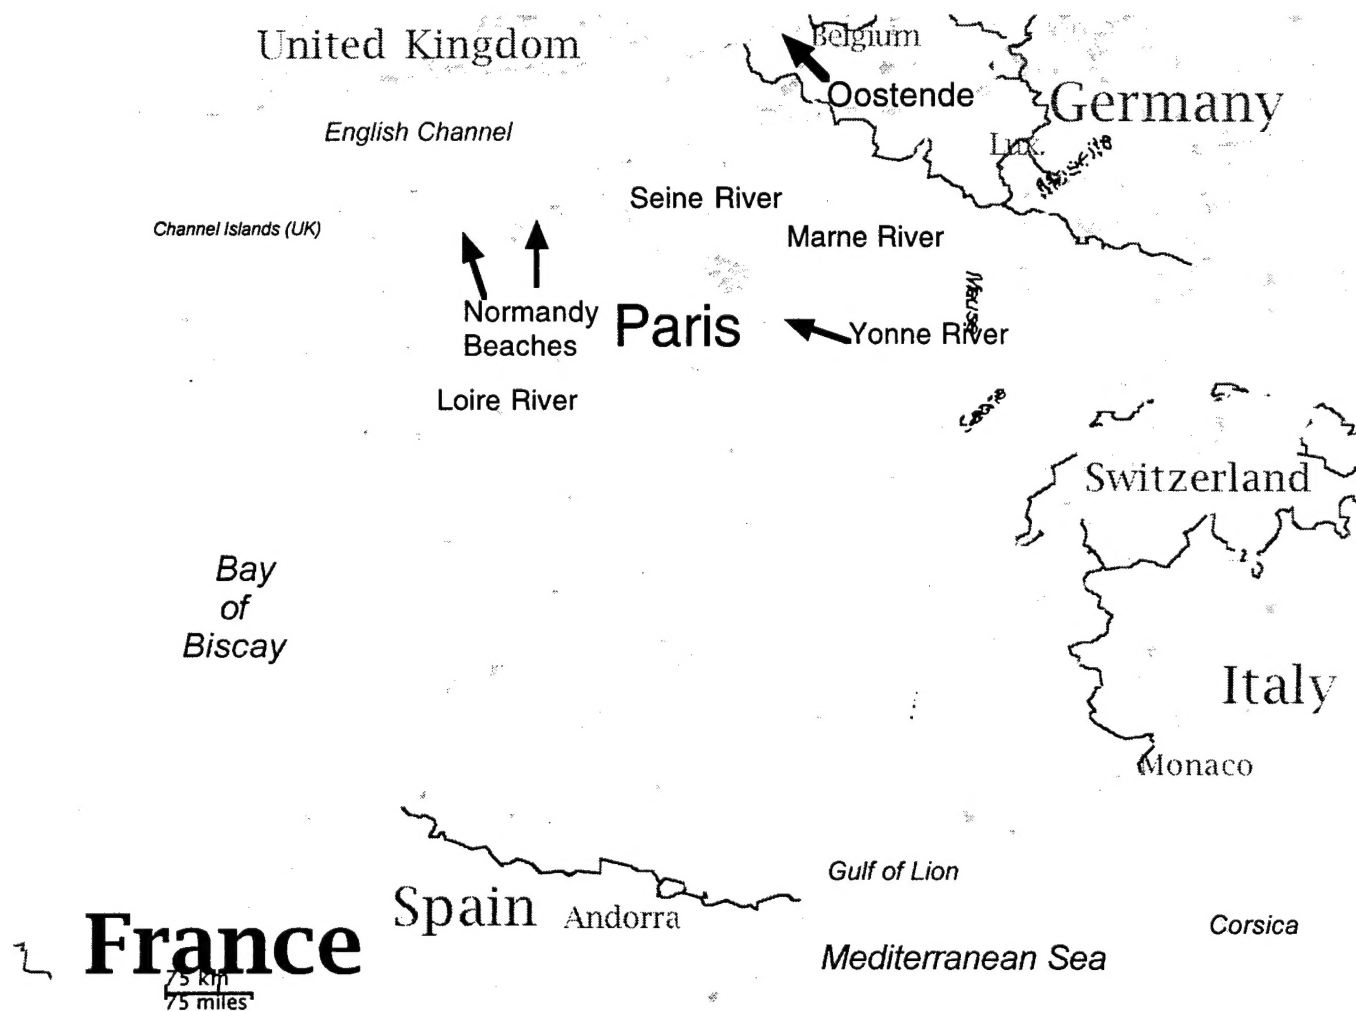 United Kingdom
Belgium
Oostende
Germany
English Channel
Lux.
Moselle
Seine River
Channel Islands (UK)
Marne River
Meuse
Normandy
Beaches
Paris
Yonne River
Loire River
Switzerland
Bay
of
Biscay
Italy
Monaco
Gulf of Lion
Spain
Andorra
Corsica
France
Mediterranean Sea
75 km
75 miles